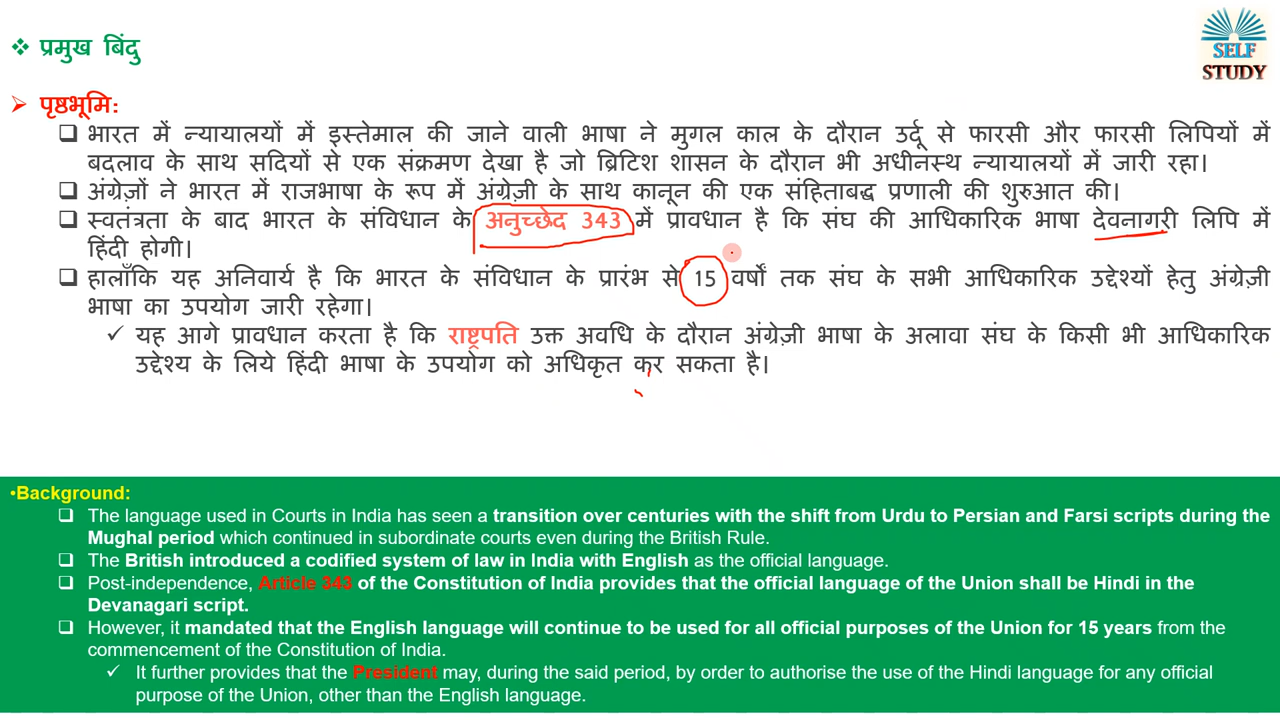 ❖ प्रमुख बिंदु
SELF
STUDY
➢ पृष्ठभूमि:
❑ भारत में न्यायालयों में इस्तेमाल की जाने वाली भाषा ने मुगल काल के दौरान उर्दू से फारसी और फारसी लिपियों में
बदलाव के साथ सदियों से एक संक्रमण देखा है जो ब्रिटिश शासन के दौरान भी अधीनस्थ न्यायालयों में जारी रहा।
❑ अंग्रेज़ों ने भारत में राजभाषा के रूप में अंग्रेज़ी के साथ कानून की एक संहिताबद्ध प्रणाली की शुरुआत की।
❑ स्वतंत्रता के बाद भारत के संविधान के अनुच्छेद 343 में प्रावधान है कि संघ की आधिकारिक भाषा देवनागरी लिपि में
हिंदी होगी।
❑ हालाँकि यह अनिवार्य है कि भारत के संविधान के प्रारंभ से 15 वर्षों तक संघ के सभी आधिकारिक उद्देश्यों हेतु अंग्रेज़ी
भाषा का उपयोग जारी रहेगा।
✓ यह आगे प्रावधान करता है कि राष्ट्रपति उक्त अवधि के दौरान अंग्रेज़ी भाषा के अलावा संघ के किसी भी आधिकारिक
उद्देश्य के लिये हिंदी भाषा के उपयोग को अधिकृत कर सकता है।
•Background:
❑ The language used in Courts in India has seen a transition over centuries with the shift from Urdu to Persian and Farsi scripts during the
Mughal period which continued in subordinate courts even during the British Rule.
❑ The British introduced a codified system of law in India with English as the official language.
❑ Post-independence, Article 343 of the Constitution of India provides that the official language of the Union shall be Hindi in the
Devanagari script.
❑ However, it mandated that the English language will continue to be used for all official purposes of the Union for 15 years from the
commencement of the Constitution of India.
✓ It further provides that the President may, during the said period, by order to authorise the use of the Hindi language for any official
purpose of the Union, other than the English language.